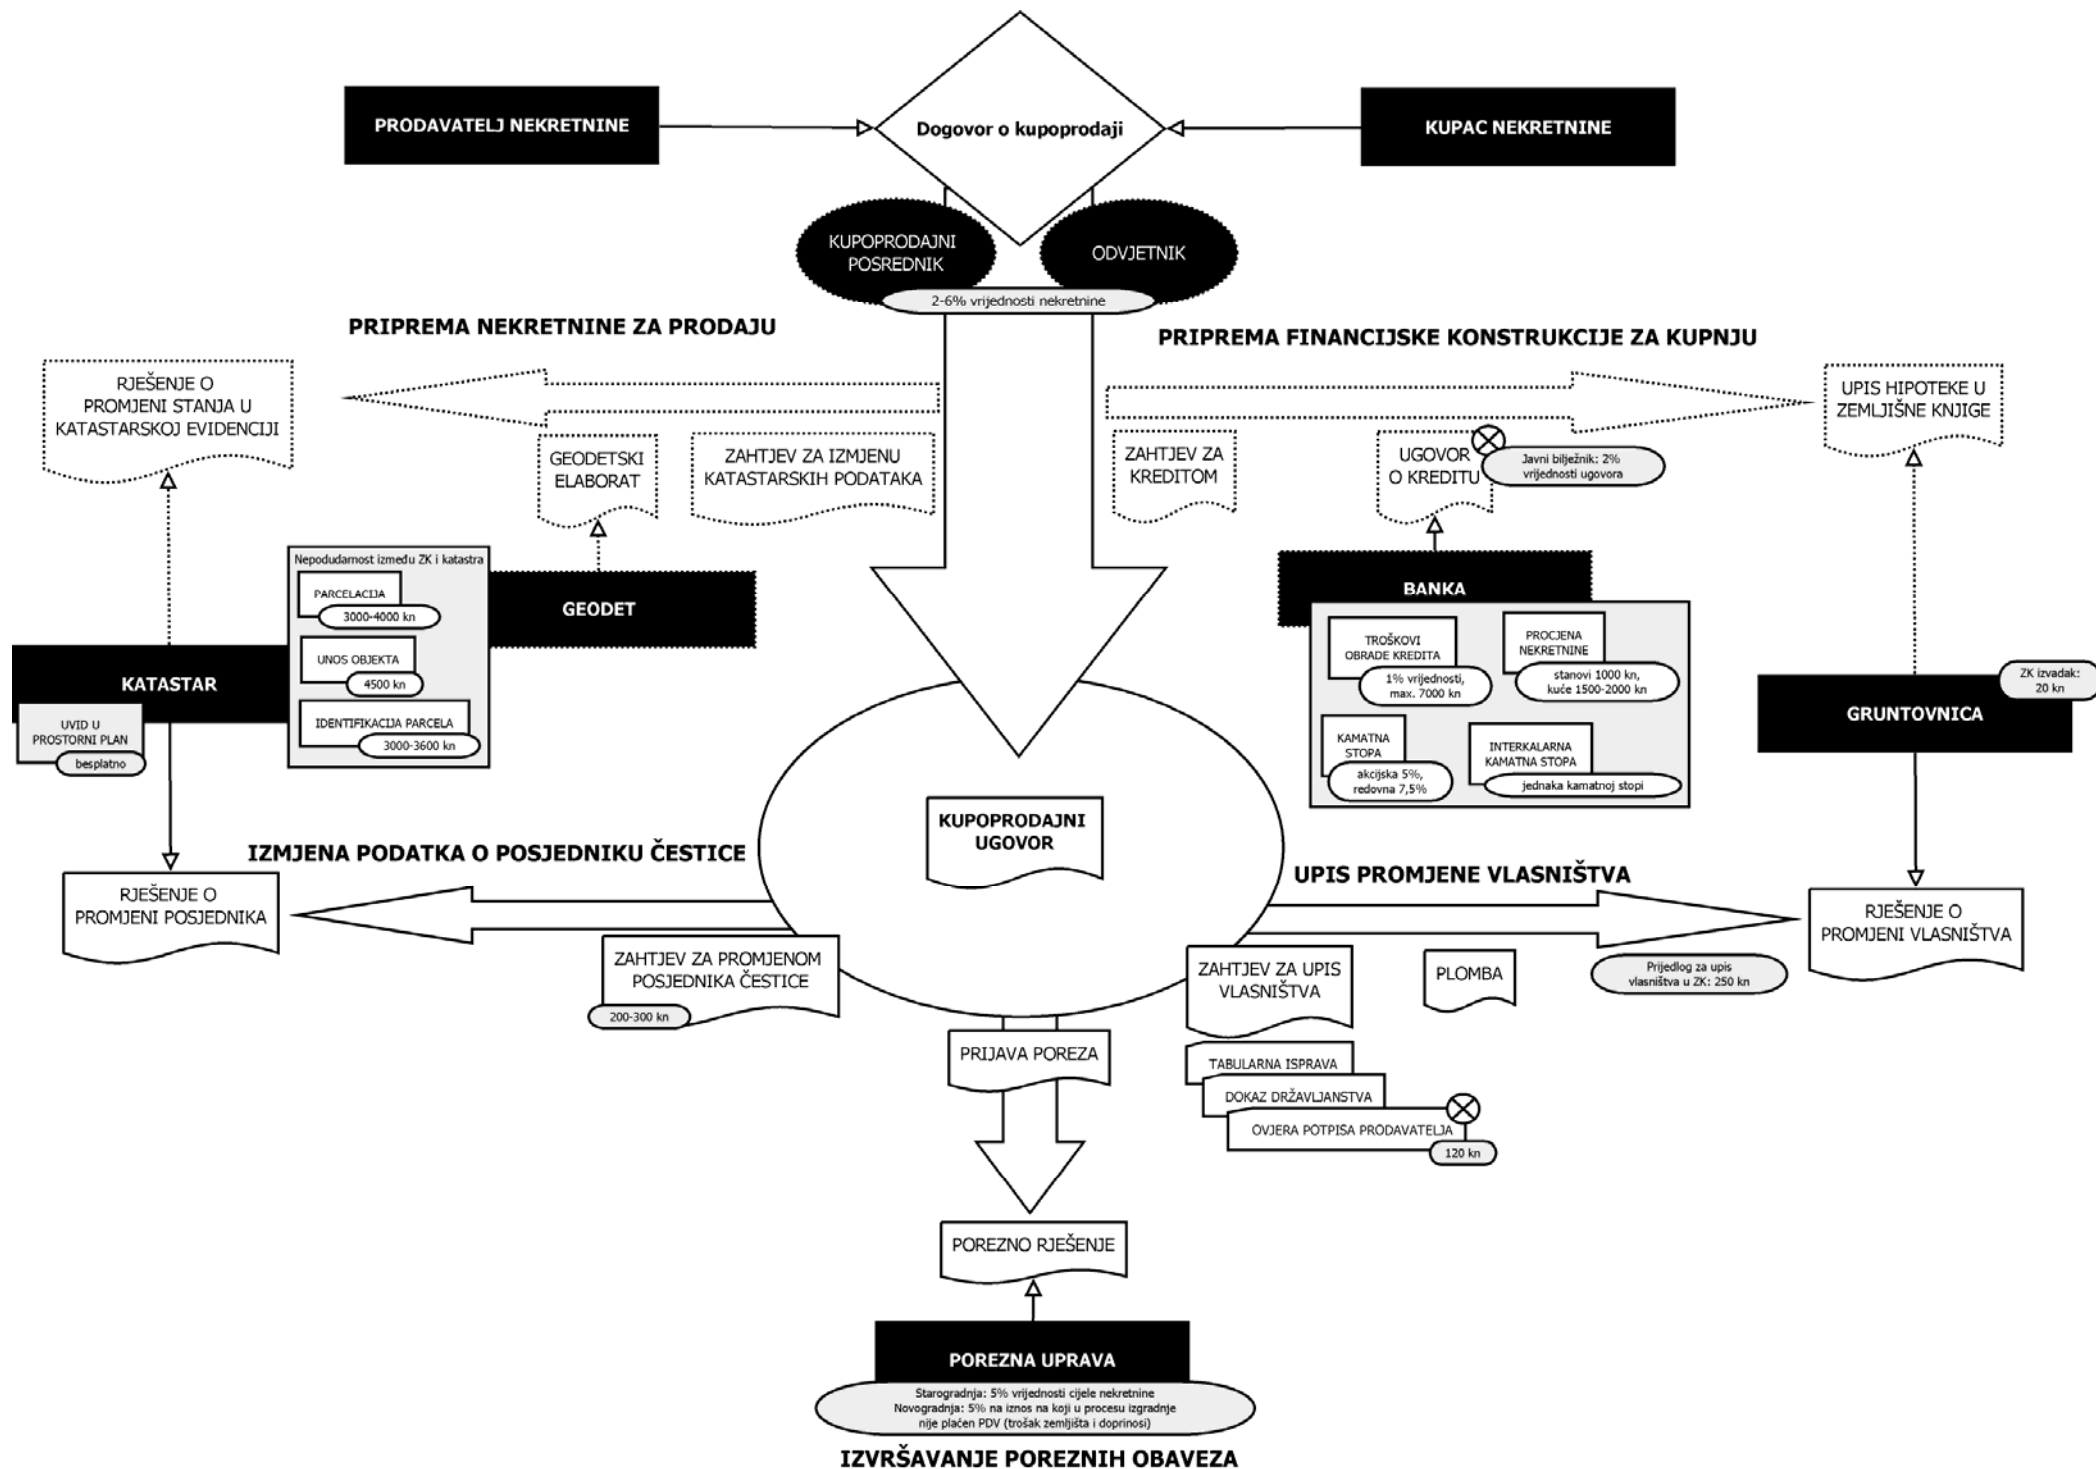 PRODAVATELJ NEKRETNINE
Dogovor o kupoprodaji
KUPAC NEKRETNINE
KUPOPRODAJNI
POSREDNIK
ODVJETNIK
2-6% vrijednosti nekretnine
PRIPREMA NEKRETNINE ZA PRODAJU
PRIPREMA FINANCIJSKE KONSTRUKCIJE ZA KUPNJU
RJEŠENJE O
PROMJENI STANJA U
KATASTARSKOJ EVIDENCIJI
GEODETSKI
ELABORAT
ZAHTJEV ZA IZMJENU
KATASTARSKIH PODATAKA
ZAHTJEV ZA
KREDITOM
UGOVOR
O KREDITU
Javni bilježnik: 2%
vrijednosti ugovora
UPIS HIPOTEKE U
ZEMLJIŠNE KNJIGE
Nepodudarnost između ZK i katastra
PARCELACIJA
3000-4000 kn
UNOS OBJEKTA
4500 kn
IDENTIFIKACIJA PARCELA
3000-3600 kn
GEODET
KATASTAR
UVID U
PROSTORNI PLAN
besplatno
BANKA
TROŠKOVI
OBRADE KREDITA
1% vrijednosti,
max. 7000 kn
PROCJENA
NEKRETNINE
stanovi 1000 kn,
kuće 1500-2000 kn
KAMATNA
STOPA
akcijska 5%,
redovna 7,5%
INTERKALARNA
KAMATNA STOPA
jednaka kamatnoj stopi
ZK izvadak:
20 kn
GRUNTOVNICA
KUPOPRODAJNI
UGOVOR
IZMJENA PODATKA O POSJEDNIKU ČESTICE
UPIS PROMJENE VLASNIŠTVA
RJEŠENJE O
PROMJENI POSJEDNIKA
ZAHTJEV ZA PROMJENOM
POSJEDNIKA ČESTICE
200-300 kn
ZAHTJEV ZA UPIS
VLASNIŠTVA
PLOMBA
Prijedlog za upis
vlasništva u ZK: 250 kn
RJEŠENJE O
PROMJENI VLASNIŠTVA
PRIJAVA POREZA
TABULARNA ISPRAVA
DOKAZ DRŽAVLJANSTVA
OVJERA POTPISA PRODAVATELJA
120 kn
POREZNO RJEŠENJE
POREZNA UPRAVA
Starogradnja: 5% vrijednosti cijele nekretnine
Novogradnja: 5% na iznos na koji u procesu izgradnje
nije plaćen PDV (trošak zemljišta i doprinosi)
IZVRŠAVANJE POREZNIH OBAVEZA